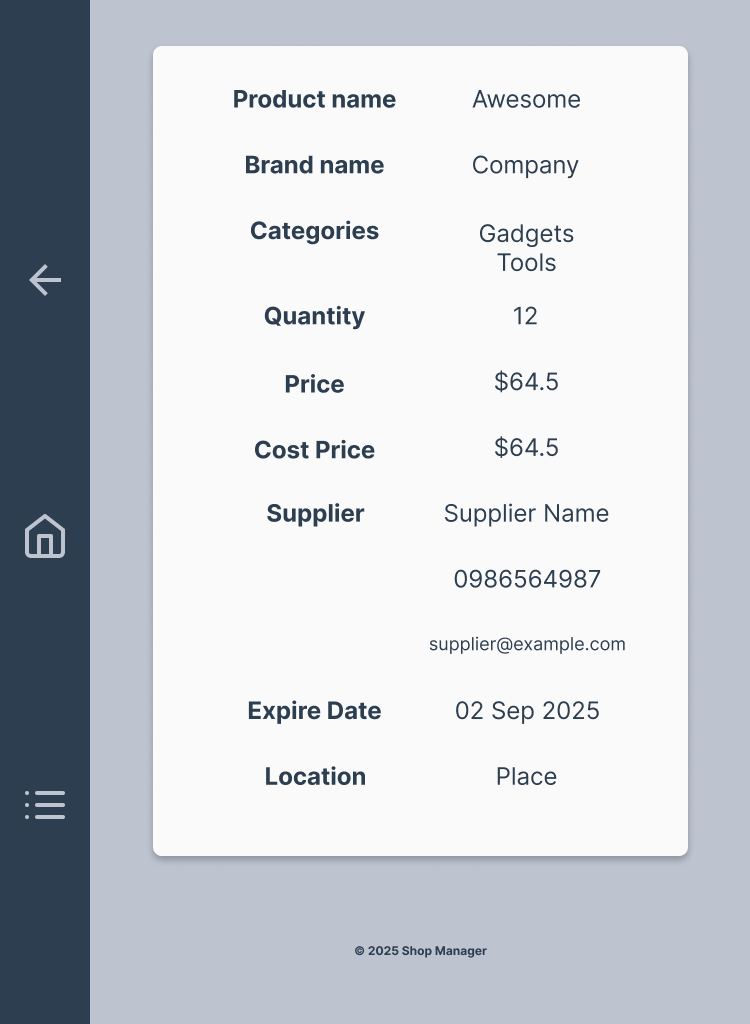 Product name Awesome
Brand name Company
Categories Gadgets
Tools
Quantity 12
Price $64.5
Cost Price $64.5
Supplier Supplier Name
0986564987
supplier@example.com
Expire Date 02 Sep 2025
Location Place
© 2025 Shop Manager